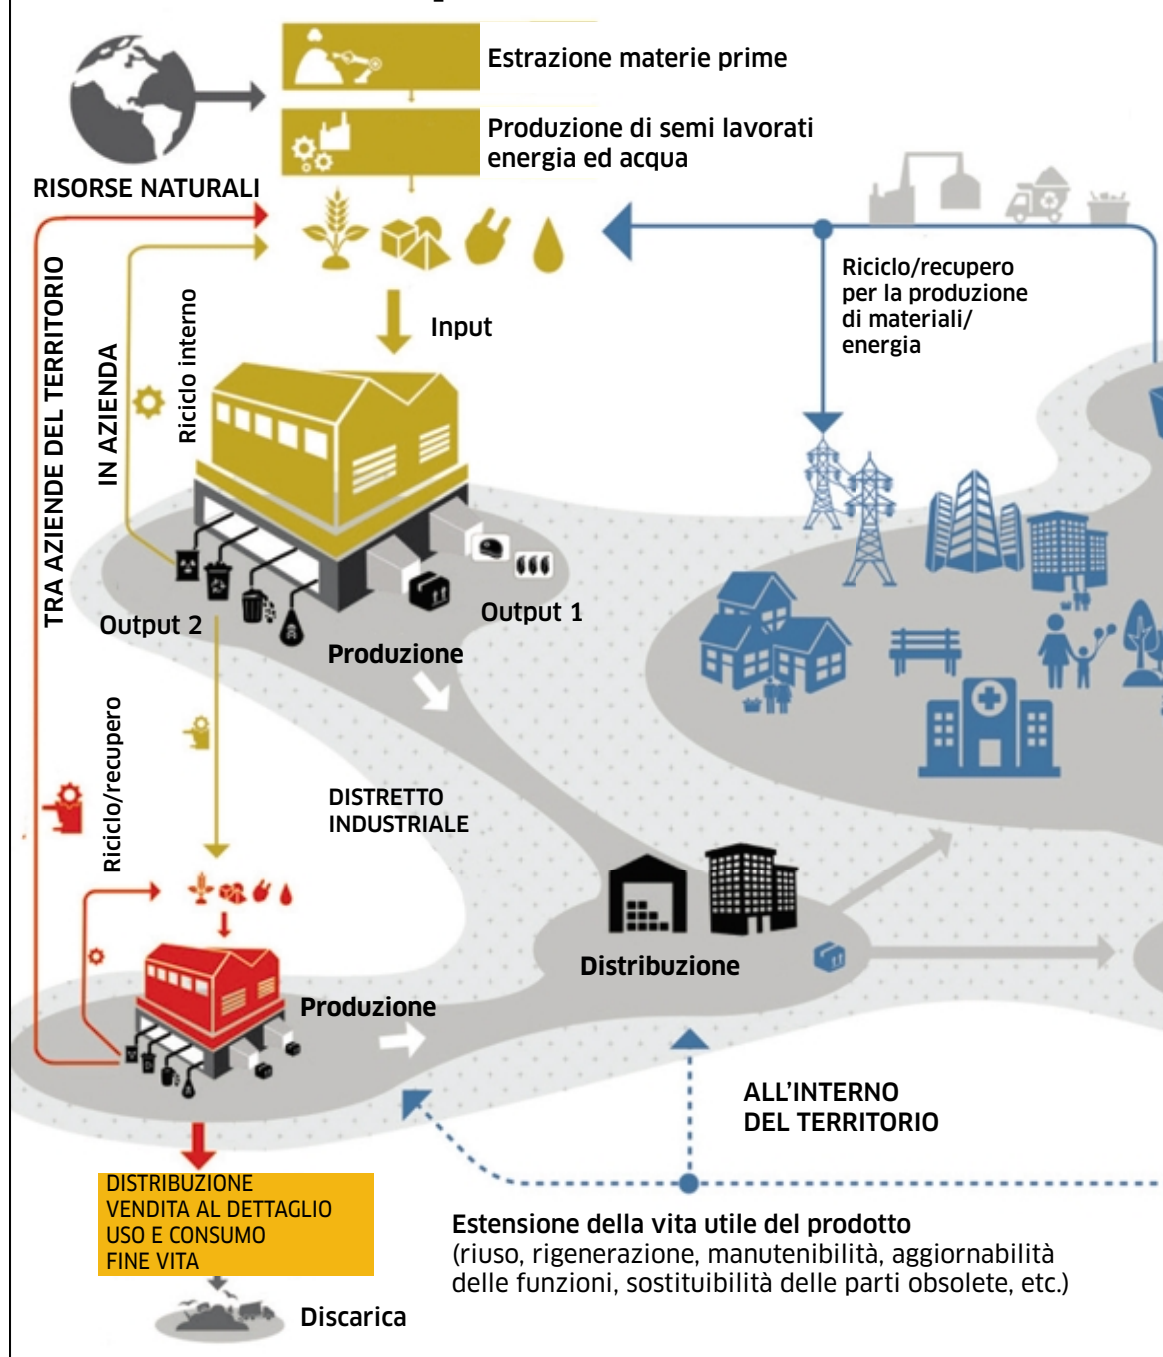 Estrazione materie prime
Produzione di semi lavorati
energia ed acqua
RISORSE NATURALI
TRA AZIENDE DEL TERRITORIO
IN AZIENDA
Riciclo interno
Input
Riciclo/recupero
per la produzione
di materiali/
energia
Output 2
Output 1
Produzione
Riciclo/recupero
DISTRETTO
INDUSTRIALE
Distribuzione
Produzione
ALL'INTERNO
DEL TERRITORIO
DISTRIBUZIONE
VENDITA AL DETTAGLIO
USO E CONSUMO
FINE VITA
Estensione della vita utile del prodotto
(riuso, rigenerazione, manutenibilità, aggiornabilità
delle funzioni, sostituibilità delle parti obsolete, etc.)
Discarica